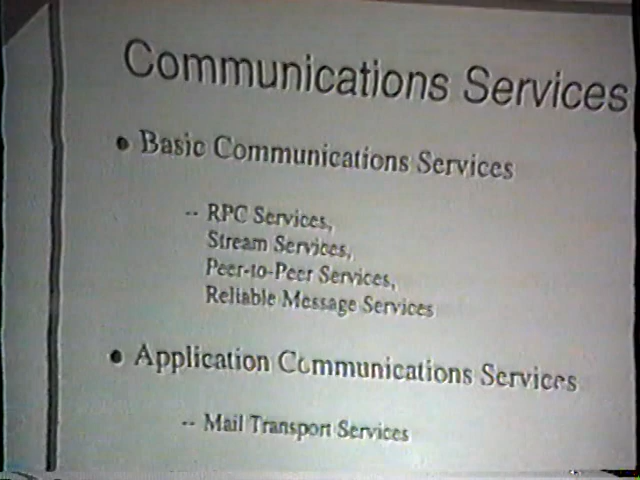 Communications Services
• Basic Communications Services
-- RPC Services,
Stream Services,
Peer-to-Peer Services,
Reliable Message Services
• Application Communications Services
-- Mail Transport Services